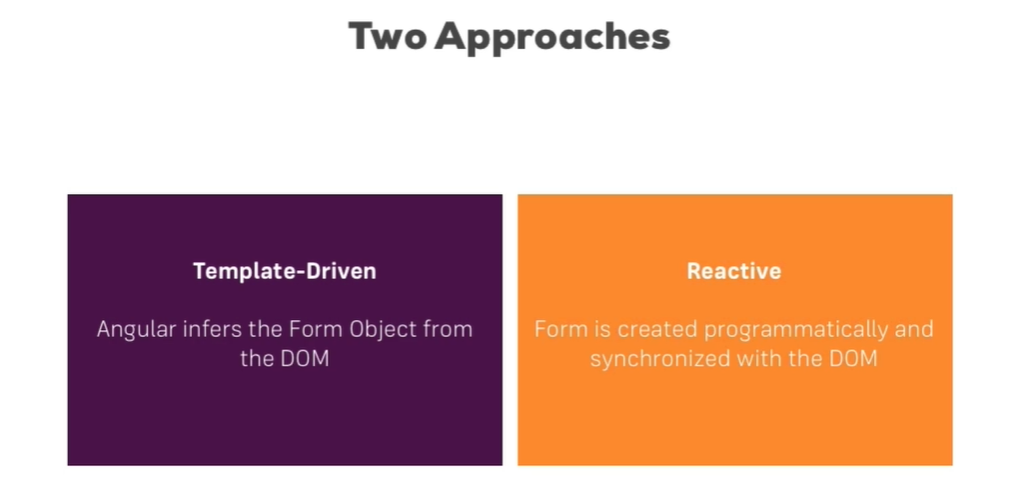 Two Approaches
Template-Driven
Angular infers the Form Object from
the DOM
Reactive
Form is created programmatically and
synchronized with the DOM